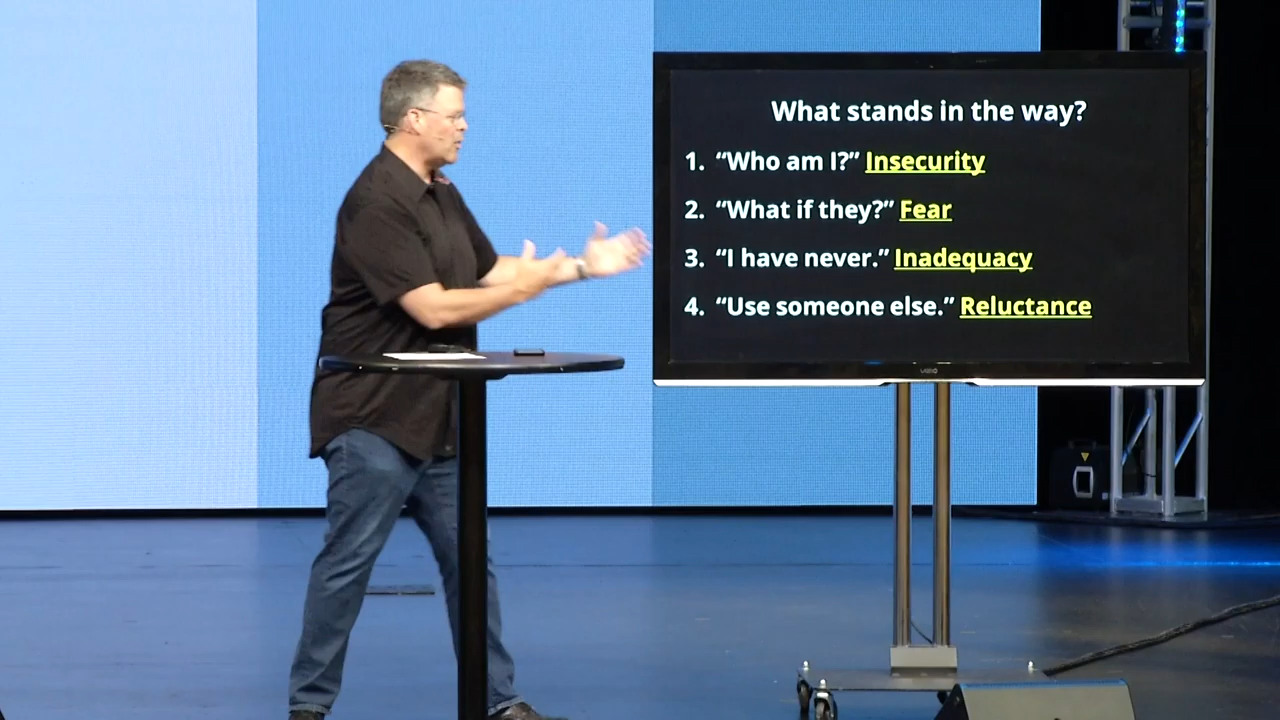 What stands in the way?
1. “Who am I?” Insecurity
2. “What if they?” Fear
3. “I have never.” Inadequacy
4. “Use someone else.” Reluctance
VIZIO